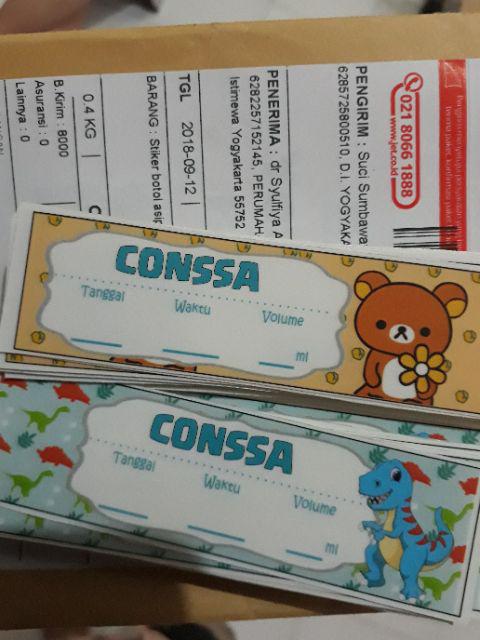 021 8066 1888
www.jet.co.id
PENGIRIM : Suci Sumbawa
6285725800510, D.I. YOGYAKA
PENERIMA : dr Syulfiya A
6282257152145, PERUMAH
Istimewa Yogyakarta 55752
TGL 2018-09-12 |
BARANG : Stiker botol asip
0.4 KG |
B.Kirim : 8000
Asuransi : 0
Lainnya : 0
CONSSA
Tanggal Waktu Volume
ml
CONSSA
Tanggal Waktu Volume
ml